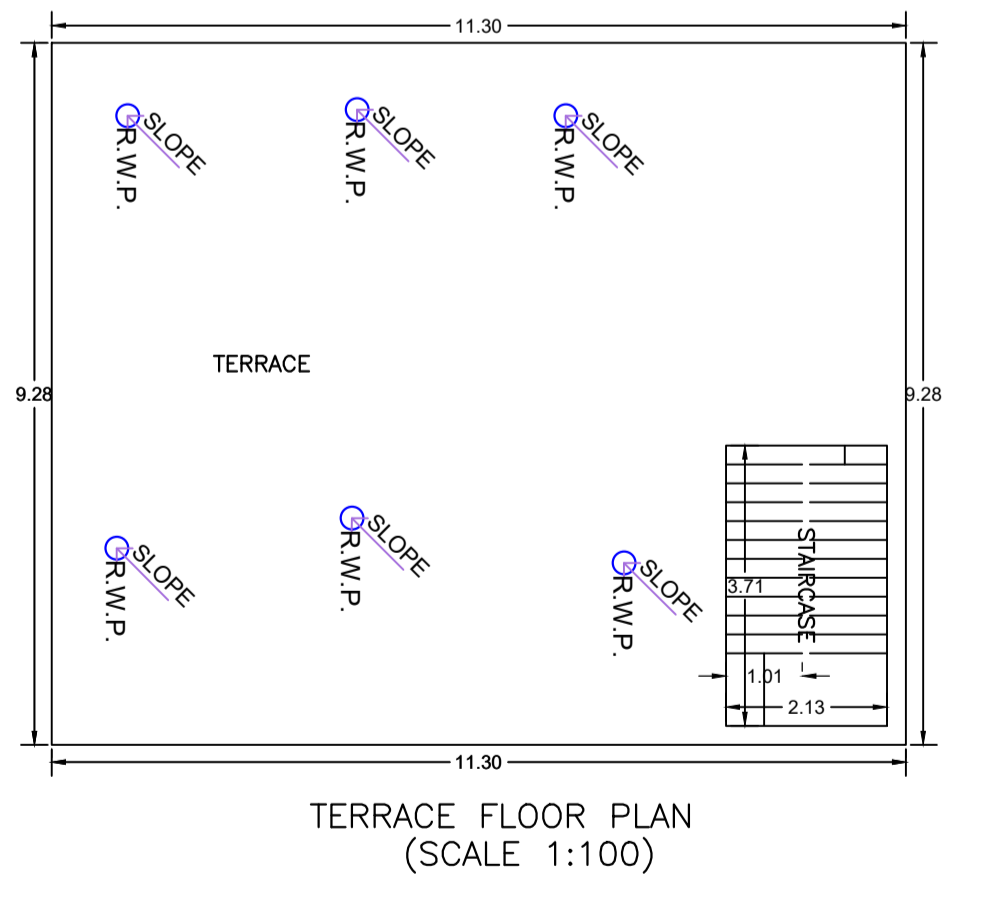 11.30
SLOPE
R.W.P.
SLOPE
R.W.P.
SLOPE
R.W.P.
TERRACE
9.28
9.28
SLOPE
R.W.P.
SLOPE
R.W.P.
SLOPE
R.W.P.
STAIRCASE
3.71
1.01
2.13
11.30
TERRACE FLOOR PLAN
(SCALE 1:100)